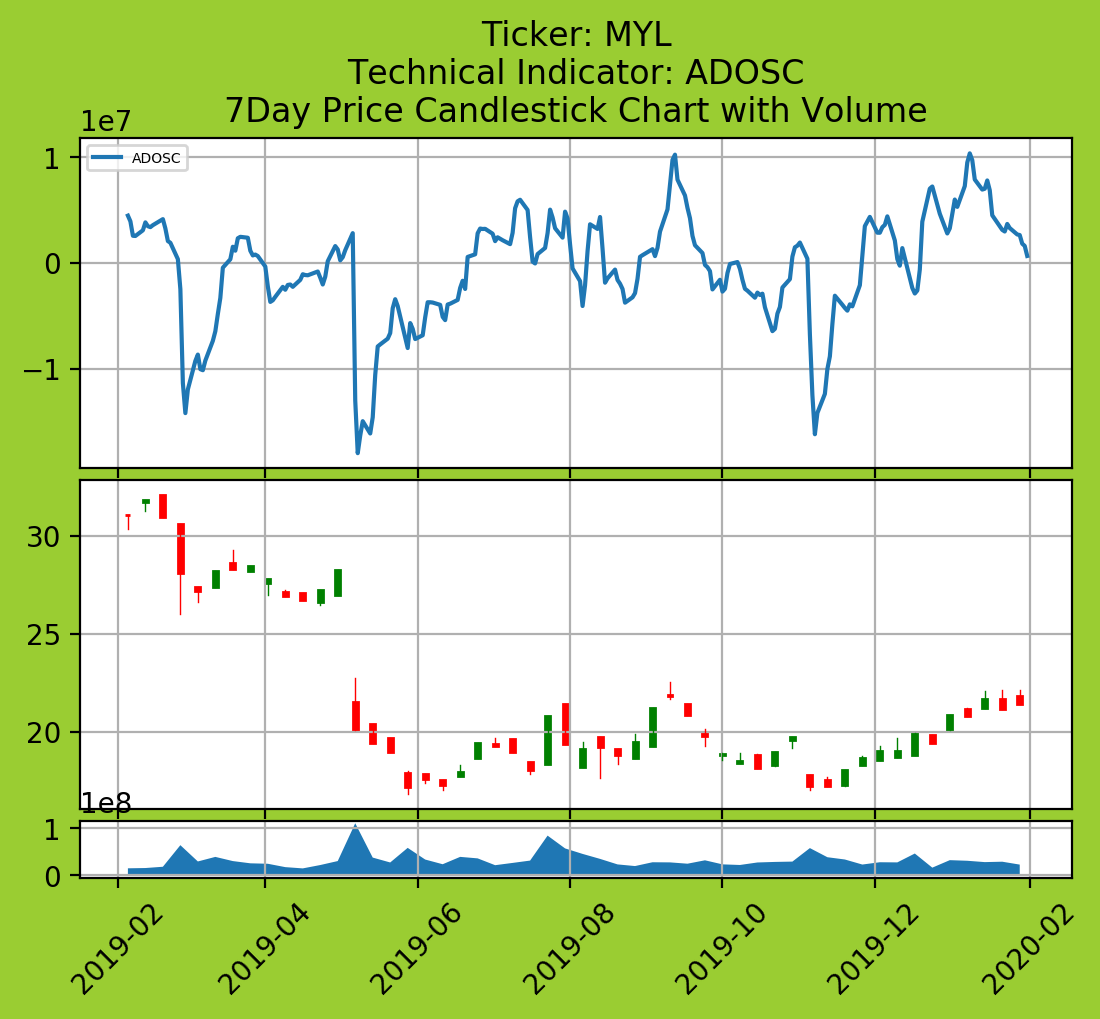 Ticker: MYL
Technical Indicator: ADOSC
7Day Price Candlestick Chart with Volume
1e7
ADOSC
1
0
−1
30
25
20
1e8
1
0
2019-02
2019-04
2019-06
2019-08
2019-10
2019-12
2020-02